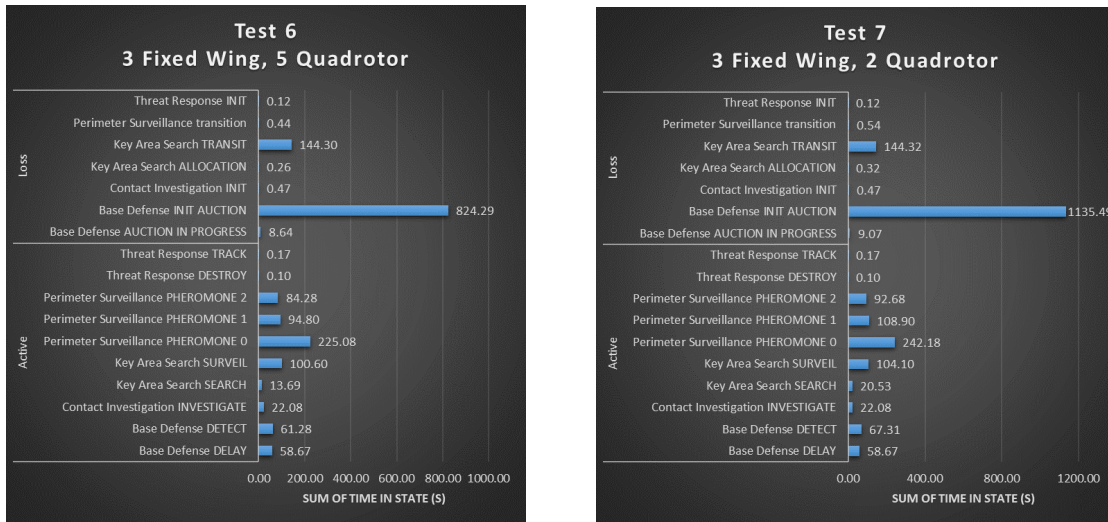 Test 6
3 Fixed Wing, 5 Quadrotor
Loss
Threat Response INIT 0.12
Perimeter Surveillance transition 0.44
Key Area Search TRANSIT 144.30
Key Area Search ALLOCATION 0.26
Contact Investigation INIT 0.47
Base Defense INIT AUCTION 824.29
Base Defense AUCTION IN PROGRESS 8.64
Active
Threat Response TRACK 0.17
Threat Response DESTROY 0.10
Perimeter Surveillance PHEROMONE 2 84.28
Perimeter Surveillance PHEROMONE 1 94.80
Perimeter Surveillance PHEROMONE 0 225.08
Key Area Search SURVEIL 100.60
Key Area Search SEARCH 13.69
Contact Investigation INVESTIGATE 22.08
Base Defense DETECT 61.28
Base Defense DELAY 58.67
0.00 200.00 400.00 600.00 800.00 1000.00
SUM OF TIME IN STATE (S)
Test 7
3 Fixed Wing, 2 Quadrotor
Loss
Threat Response INIT 0.12
Perimeter Surveillance transition 0.54
Key Area Search TRANSIT 144.32
Key Area Search ALLOCATION 0.32
Contact Investigation INIT 0.47
Base Defense INIT AUCTION 1135.49
Base Defense AUCTION IN PROGRESS 9.07
Active
Threat Response TRACK 0.17
Threat Response DESTROY 0.10
Perimeter Surveillance PHEROMONE 2 92.68
Perimeter Surveillance PHEROMONE 1 108.90
Perimeter Surveillance PHEROMONE 0 242.18
Key Area Search SURVEIL 104.10
Key Area Search SEARCH 20.53
Contact Investigation INVESTIGATE 22.08
Base Defense DETECT 67.31
Base Defense DELAY 58.67
0.00 400.00 800.00 1200.00
SUM OF TIME IN STATE (S)